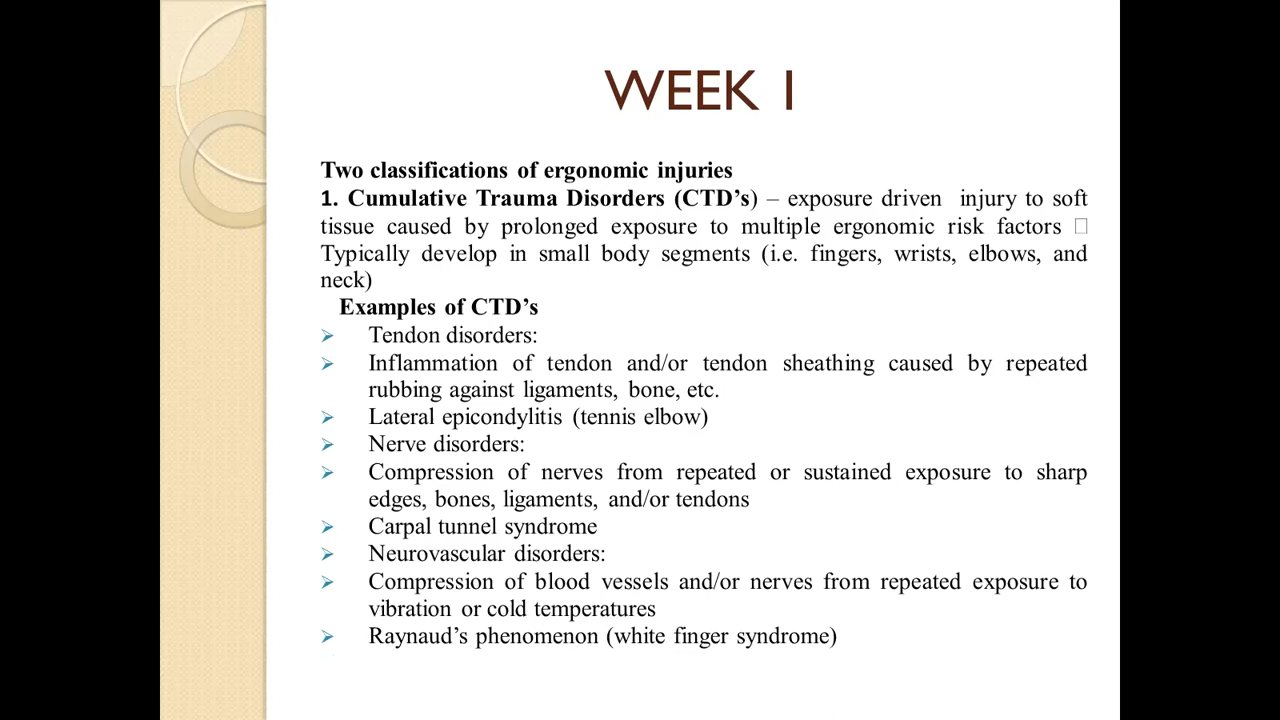 WEEK 1
Two classifications of ergonomic injuries
1. Cumulative Trauma Disorders (CTD’s) – exposure driven injury to soft
tissue caused by prolonged exposure to multiple ergonomic risk factors □
Typically develop in small body segments (i.e. fingers, wrists, elbows, and
neck)
Examples of CTD’s
➢ Tendon disorders:
➢ Inflammation of tendon and/or tendon sheathing caused by repeated
rubbing against ligaments, bone, etc.
➢ Lateral epicondylitis (tennis elbow)
➢ Nerve disorders:
➢ Compression of nerves from repeated or sustained exposure to sharp
edges, bones, ligaments, and/or tendons
➢ Carpal tunnel syndrome
➢ Neurovascular disorders:
➢ Compression of blood vessels and/or nerves from repeated exposure to
vibration or cold temperatures
➢ Raynaud’s phenomenon (white finger syndrome)